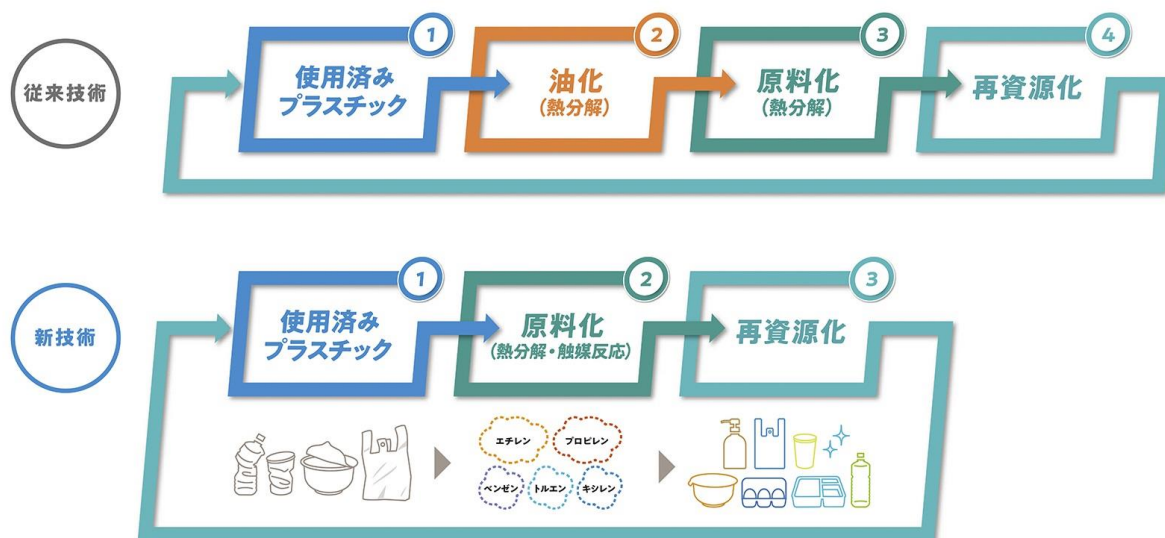 従来技術
1
使用済み
プラスチック
2
油化
(熱分解)
3
原料化
(熱分解)
4
再資源化
新技術
1
使用済み
プラスチック
2
原料化
(熱分解・触媒反応)
3
再資源化
エチレン
プロピレン
ベンゼン
トルエン
キシレン